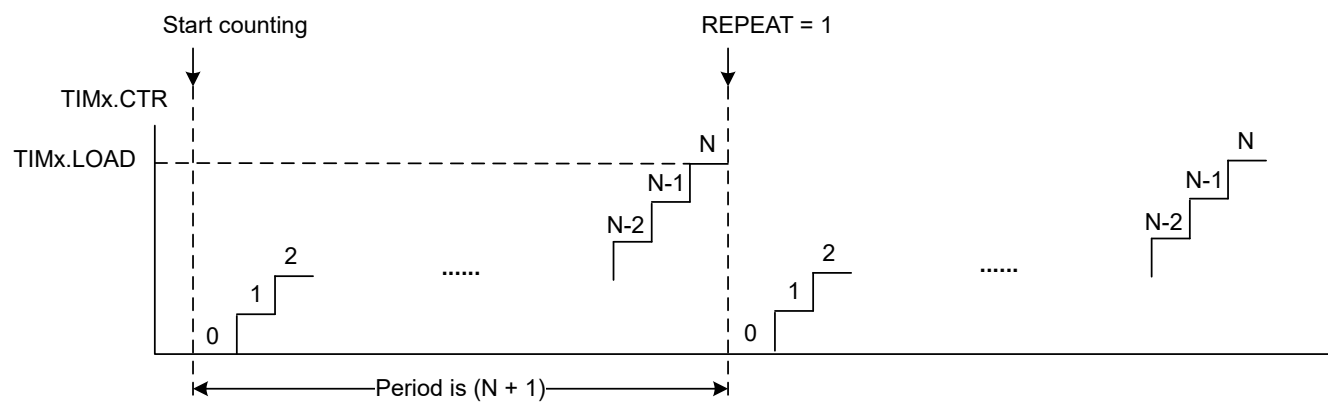 Start counting
REPEAT = 1
TIMx.CTR
TIMx.LOAD
N
N
N-1
N-1
N-2
N-2
2
......
2
......
1
1
0
0
Period is (N + 1)